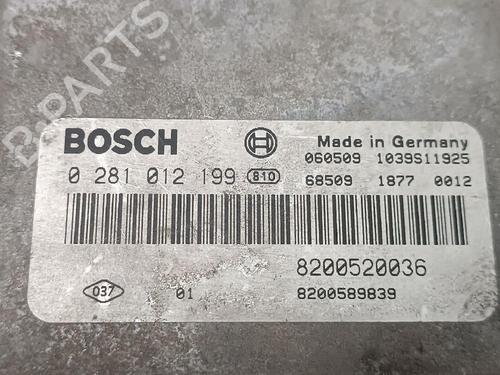 B-PARTS
BOSCH
Made in Germany
060509 1039S11925
0 281 012 199 810
68509 1877 0012
8200520036
037 01 8200589839